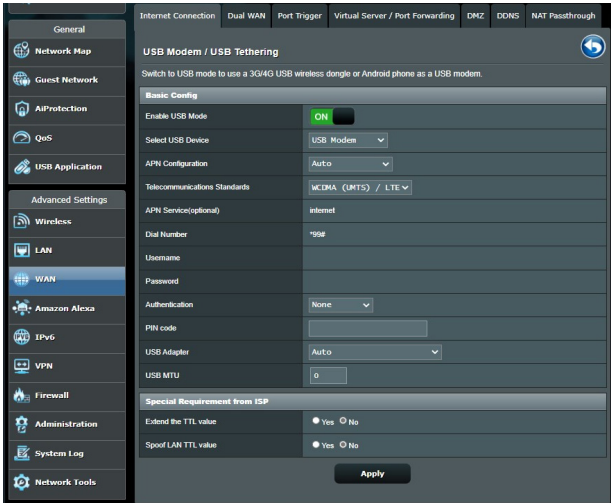 Internet Connection Dual WAN Port Trigger Virtual Server / Port Forwarding DMZ DDNS NAT Passthrough
General
Network Map
Guest Network
AiProtection
QoS
USB Application
Advanced Settings
Wireless
LAN
WAN
Amazon Alexa
IPv6
VPN
Firewall
Administration
System Log
Network Tools
USB Modem / USB Tethering
Switch to USB mode to use a 3G/4G USB wireless dongle or Android phone as a USB modem.
Basic Config
Enable USB Mode ON
Select USB Device USB Modem
APN Configuration Auto
Telecommunications Standards WCDMA (UMTS) / LTE
APN Service(optional) internet
Dial Number *99#
Username
Password
Authentication None
PIN code
USB Adapter Auto
USB MTU 0
Special Requirement from ISP
Extend the TTL value Yes No
Spoof LAN TTL value Yes No
Apply